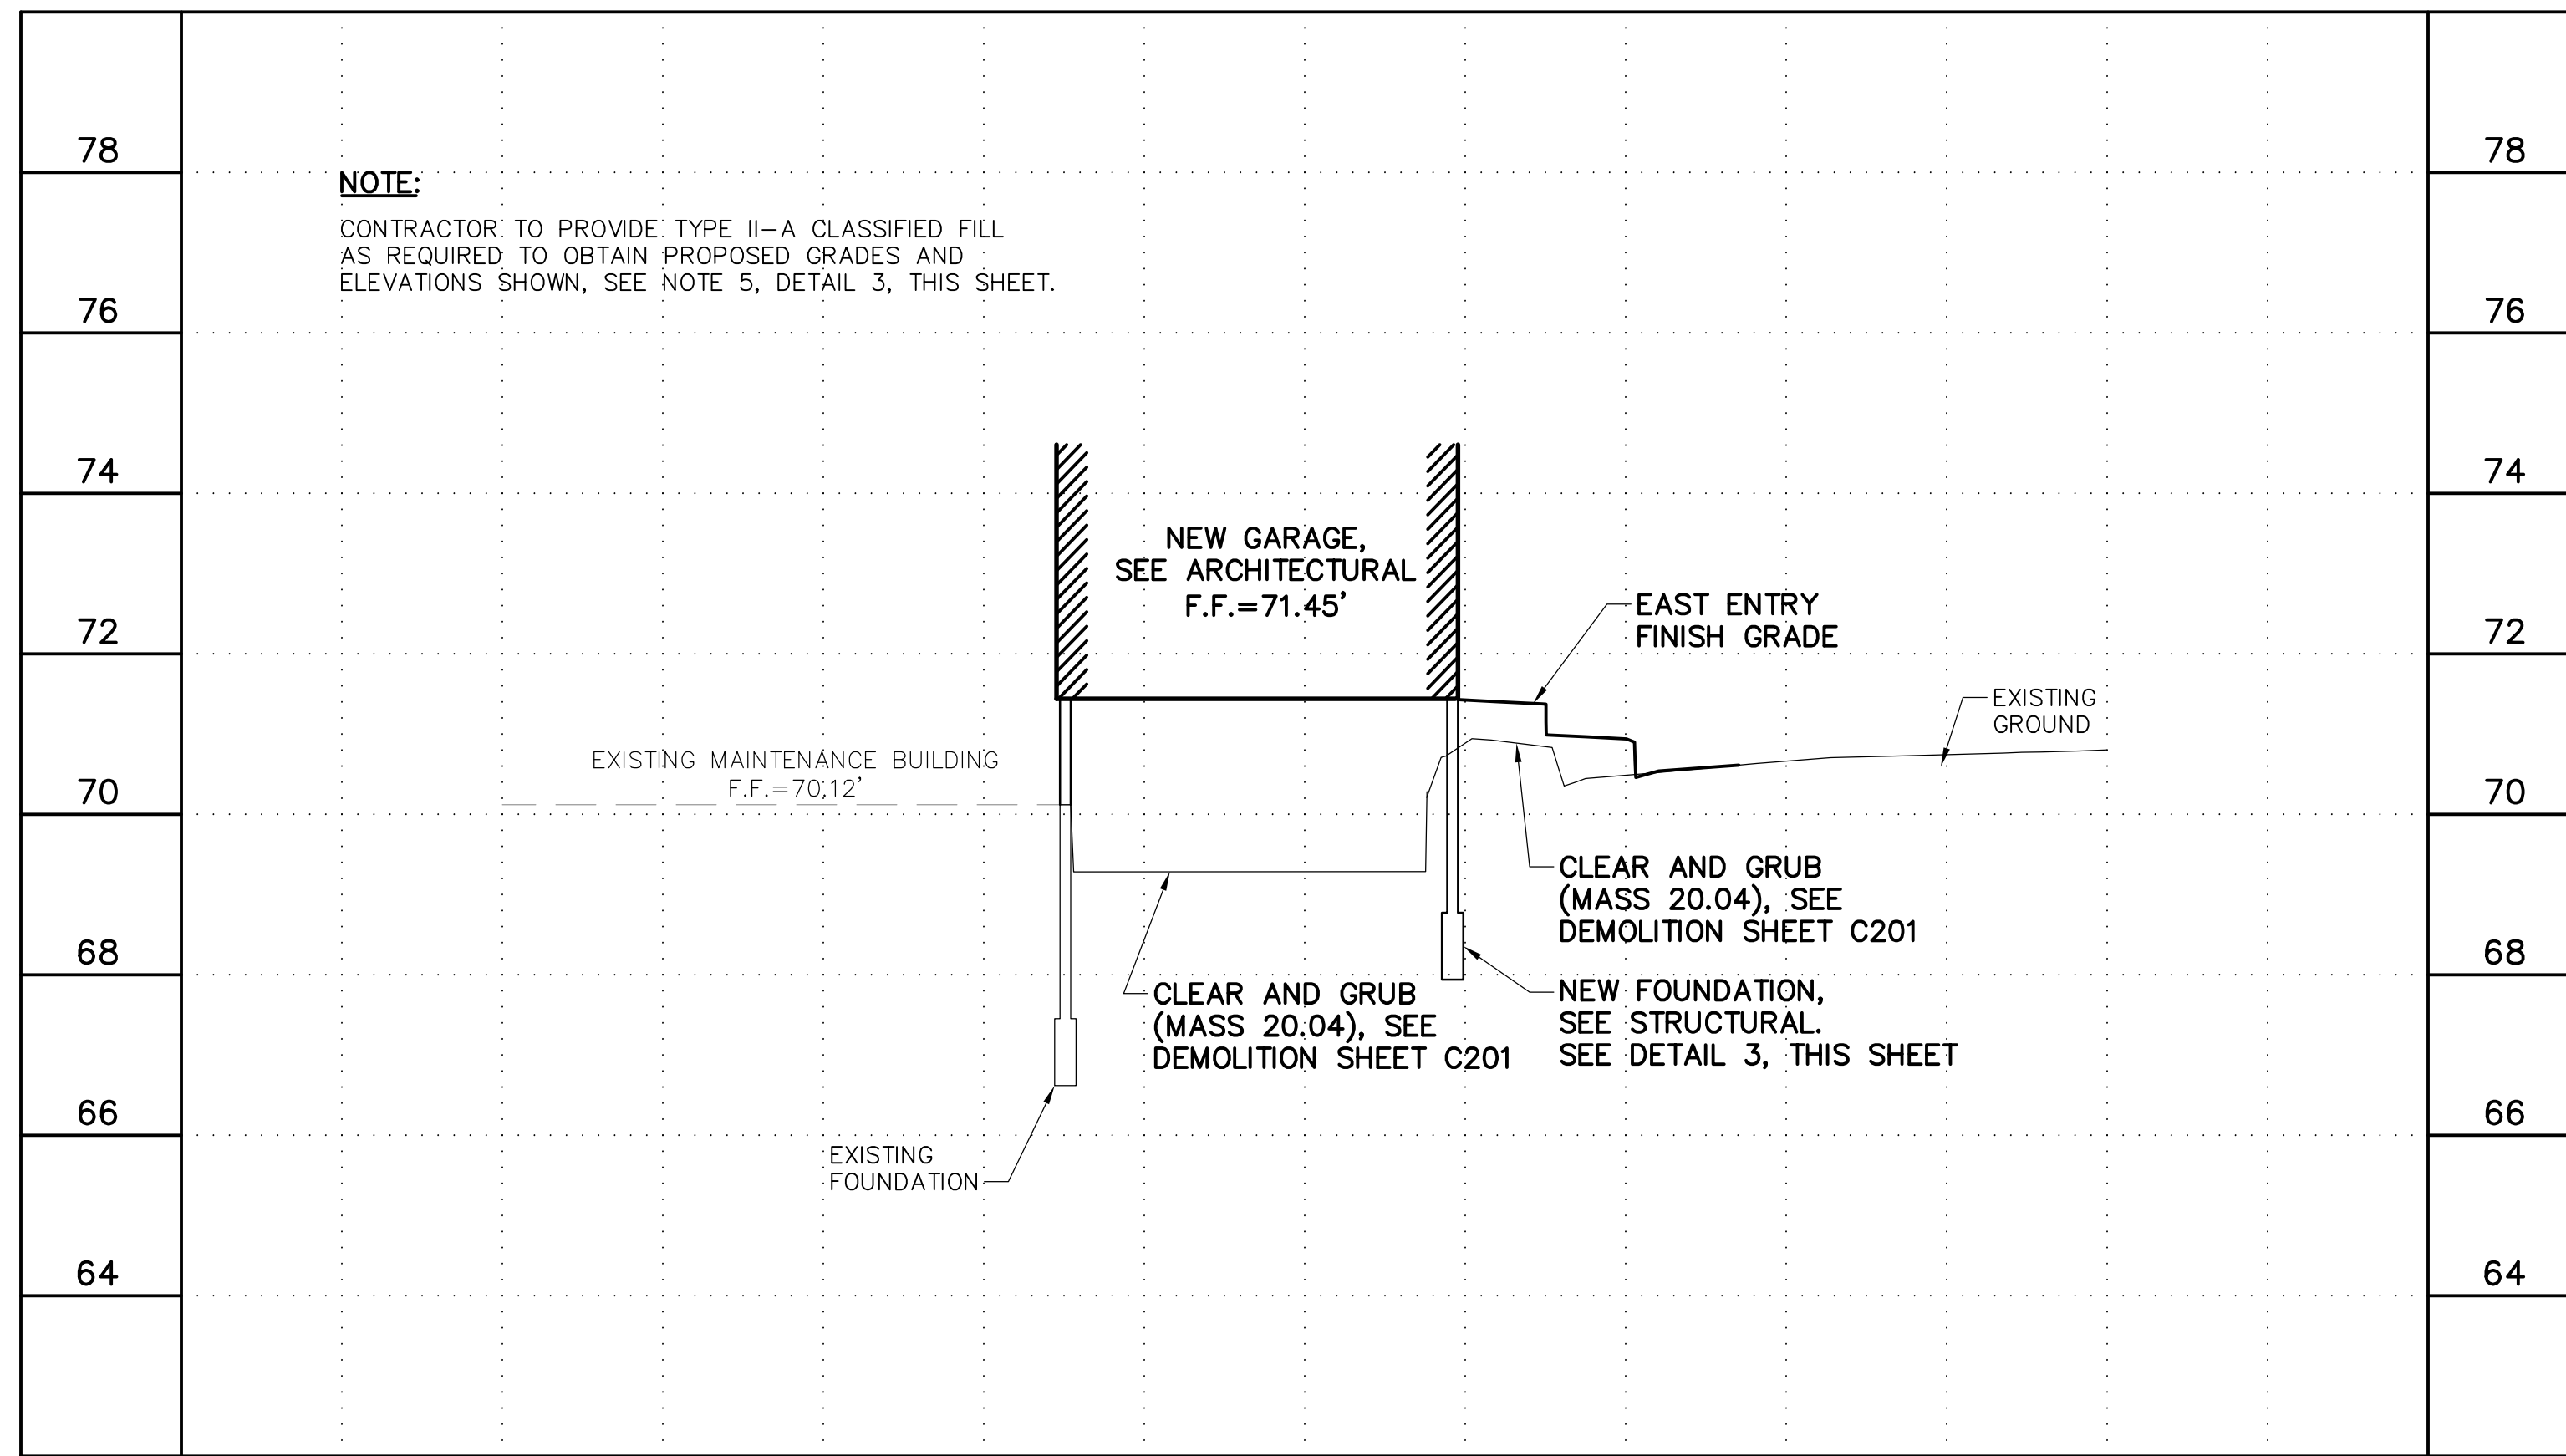 78
78
NOTE:
CONTRACTOR TO PROVIDE TYPE II-A CLASSIFIED FILL
AS REQUIRED TO OBTAIN PROPOSED GRADES AND
ELEVATIONS SHOWN, SEE NOTE 5, DETAIL 3, THIS SHEET.
76
76
74
74
NEW GARAGE,
SEE ARCHITECTURAL
F.F.=71.45'
EAST ENTRY
FINISH GRADE
72
72
EXISTING
GROUND
EXISTING MAINTENANCE BUILDING
F.F.=70.12'
70
70
CLEAR AND GRUB
(MASS 20.04), SEE
DEMOLITION SHEET C201
68
68
CLEAR AND GRUB
(MASS 20.04), SEE
DEMOLITION SHEET C201
NEW FOUNDATION,
SEE STRUCTURAL.
SEE DETAIL 3, THIS SHEET
66
66
EXISTING
FOUNDATION
64
64